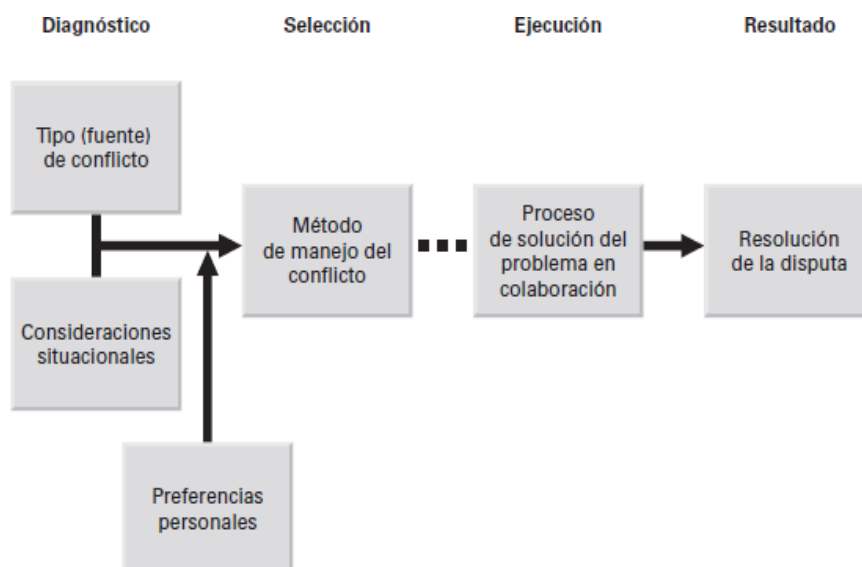 Diagnóstico
Selección
Ejecución
Resultado
Tipo (fuente)
de conflicto
Consideraciones
situacionales
Preferencias
personales
Método
de manejo del
conflicto
Proceso
de solución del
problema en
colaboración
Resolución
de la disputa